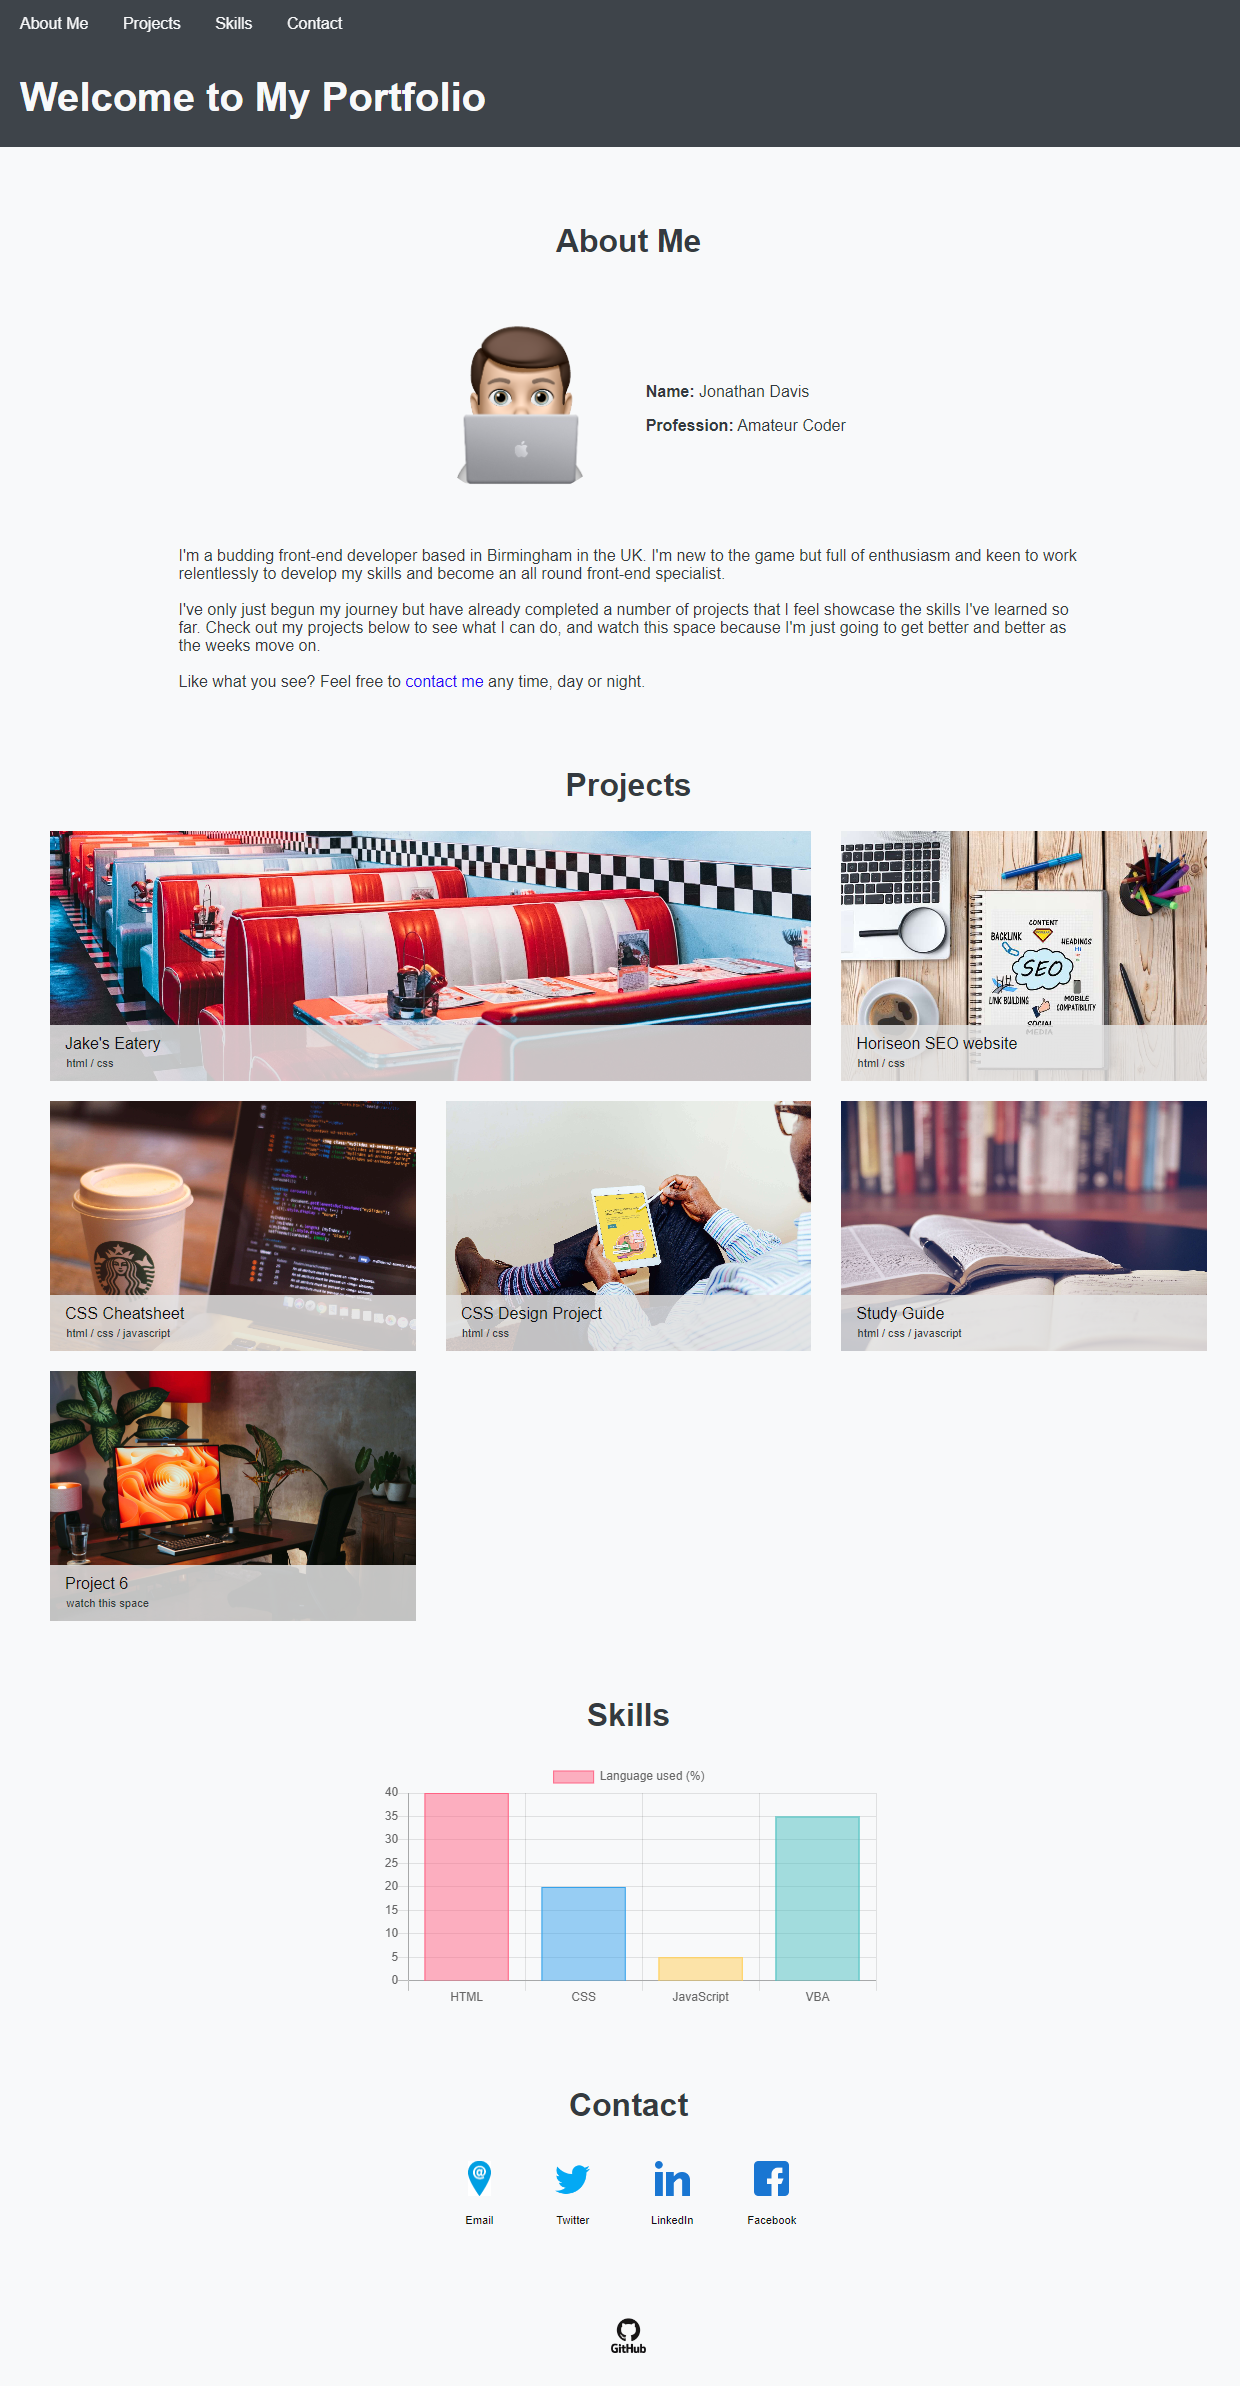 About Me Projects Skills Contact
Welcome to My Portfolio
About Me
Name: Jonathan Davis
Profession: Amateur Coder
I'm a budding front-end developer based in Birmingham in the UK. I'm new to the game but full of enthusiasm and keen to work
relentlessly to develop my skills and become an all round front-end specialist.
I've only just begun my journey but have already completed a number of projects that I feel showcase the skills I've learned so
far. Check out my projects below to see what I can do, and watch this space because I'm just going to get better and better as
the weeks move on.
Like what you see? Feel free to contact me any time, day or night.
Projects
Jake's Eatery
html / css
CONTENT
BACKLINK
HEADINGS
SEO
LINK BUILDING
MOBILE
COMPATIBILITY
SOCIAL
MEDIA
Horiseon SEO website
html / css
CSS Cheatsheet
html / css / javascript
CSS Design Project
html / css
Study Guide
html / css / javascript
Project 6
watch this space
Skills
Language used (%)
40
35
30
25
20
15
10
5
0
HTML CSS JavaScript VBA
Contact
Email Twitter LinkedIn Facebook
GitHub